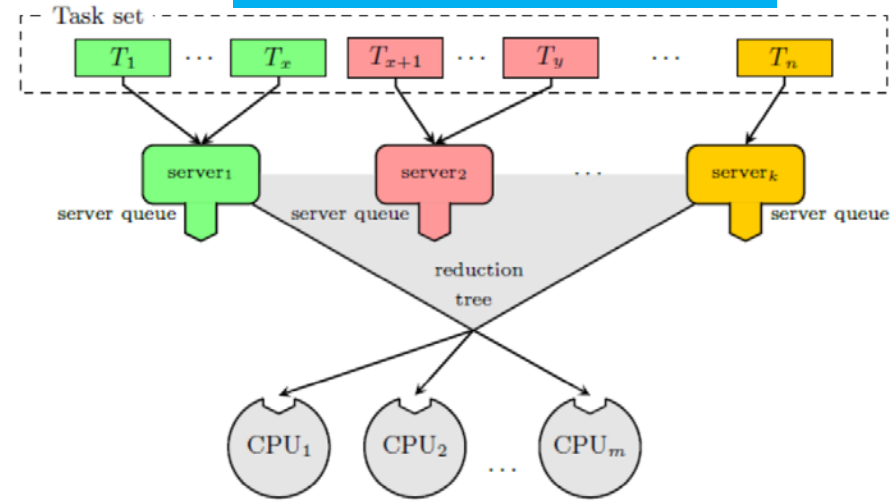 Task set
T₁ ... Tₓ Tₓ₊₁ ... Tᵧ ... Tₙ
server₁ server₂ ... serverₖ
server queue server queue server queue
reduction
tree
CPU₁ CPU₂ ... CPUₘ